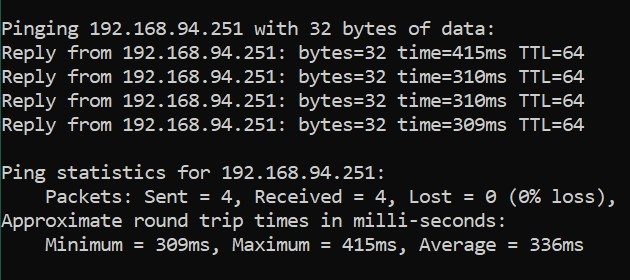 Pinging 192.168.94.251 with 32 bytes of data:
Reply from 192.168.94.251: bytes=32 time=415ms TTL=64
Reply from 192.168.94.251: bytes=32 time=310ms TTL=64
Reply from 192.168.94.251: bytes=32 time=310ms TTL=64
Reply from 192.168.94.251: bytes=32 time=309ms TTL=64
Ping statistics for 192.168.94.251:
    Packets: Sent = 4, Received = 4, Lost = 0 (0% loss),
Approximate round trip times in milli-seconds:
    Minimum = 309ms, Maximum = 415ms, Average = 336ms